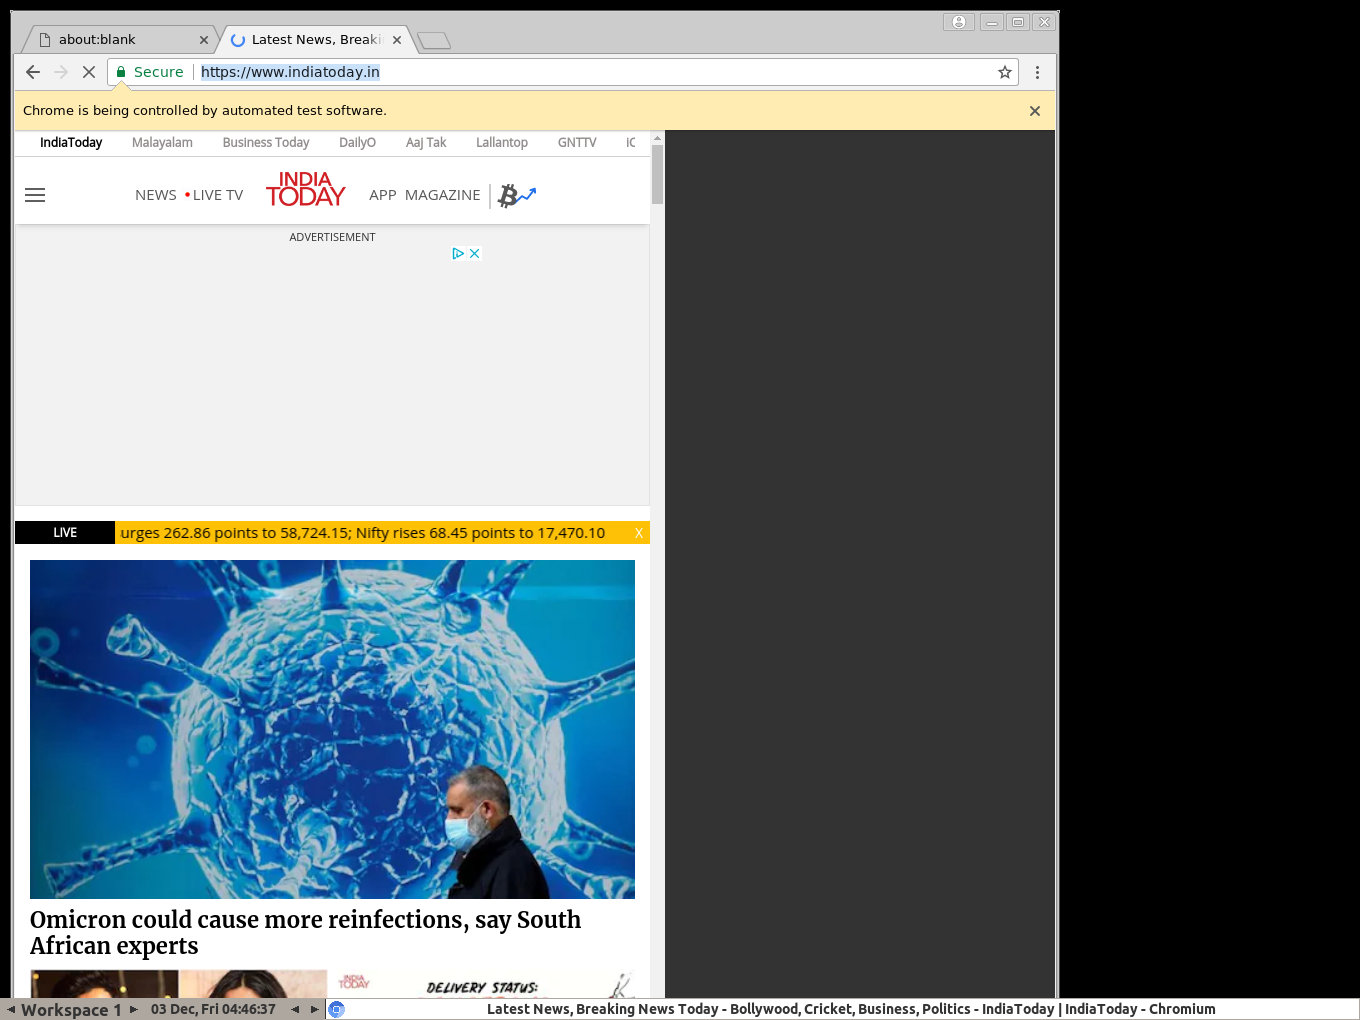 about:blank
Latest News, Breaki
Secure
https://www.indiatoday.in
Chrome is being controlled by automated test software.
IndiaToday Malayalam Business Today DailyO Aaj Tak Lallantop GNTTV
NEWS LIVE TV INDIA TODAY APP MAGAZINE
ADVERTISEMENT
LIVE urges 262.86 points to 58,724.15; Nifty rises 68.45 points to 17,470.10 X
Omicron could cause more reinfections, say South
African experts
INDIA
TODAY
DELIVERY STATUS:
Workspace 1 03 Dec, Fri 04:46:37 Latest News, Breaking News Today - Bollywood, Cricket, Business, Politics - IndiaToday | IndiaToday - Chromium